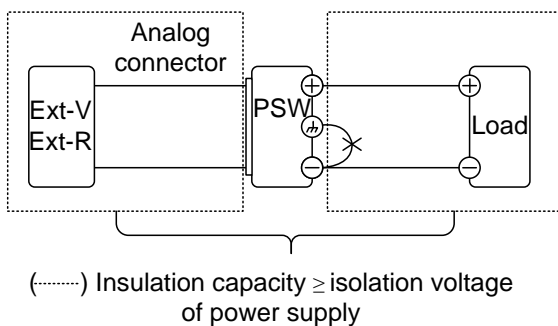 Analog
connector
Ext-V
Ext-R
PSW
+
-
+
-
Load
(········) Insulation capacity ≥ isolation voltage
of power supply